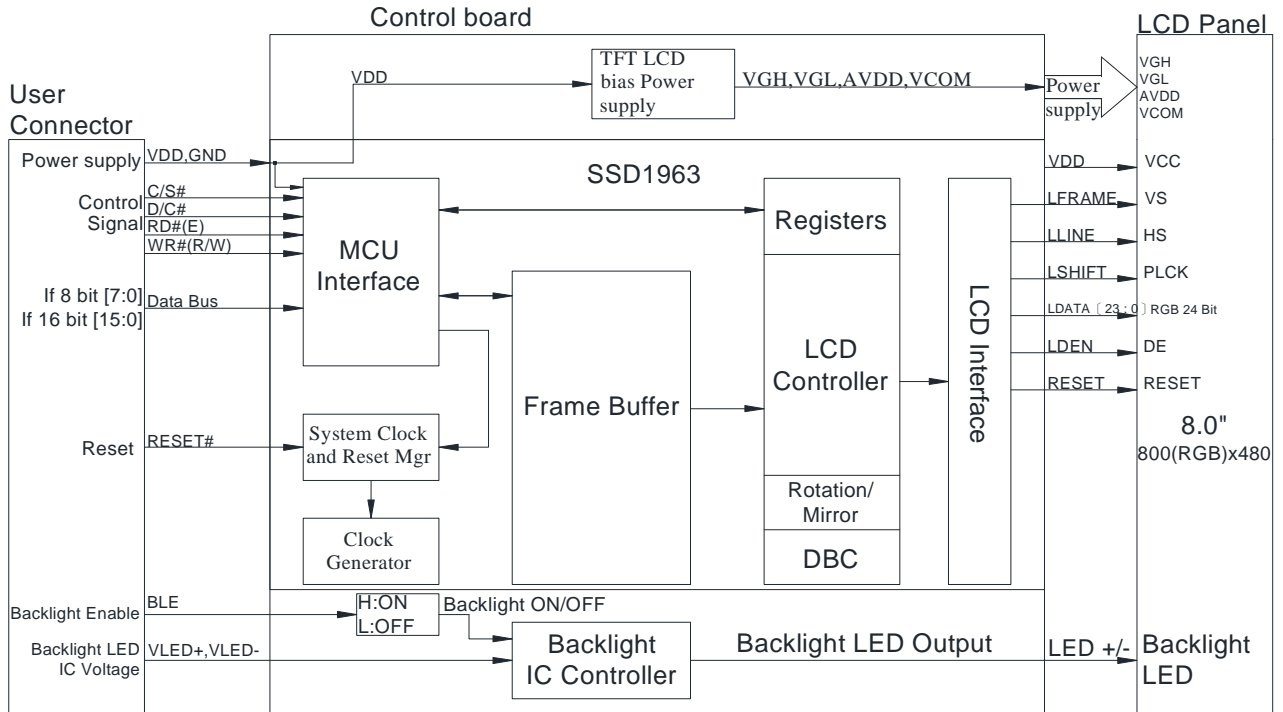 Control board
LCD Panel
User
Connector
VDD
TFT LCD
bias Power
supply
VGH,VGL,AVDD,VCOM
Power
supply
VGH
VGL
AVDD
VCOM
Power supply
VDD,GND
Control
Signal
C/S#
D/C#
RD#(E)
WR#(R/W)
If 8 bit [7:0]
If 16 bit [15:0]
Data Bus
MCU
Interface
SSD1963
Registers
LCD
Controller
Rotation/
Mirror
DBC
Frame Buffer
LCD Interface
VDD
VCC
LFRAME
VS
LLINE
HS
LSHIFT
PLCK
LDATA〔23:0〕
RGB 24 Bit
LDEN
DE
RESET
RESET
8.0"
800(RGB)x480
Reset
RESET#
System Clock
and Reset Mgr
Clock
Generator
Backlight Enable
BLE
H:ON
L:OFF
Backlight ON/OFF
Backlight LED
IC Voltage
VLED+,VLED-
Backlight
IC Controller
Backlight LED Output
LED +/-
Backlight
LED